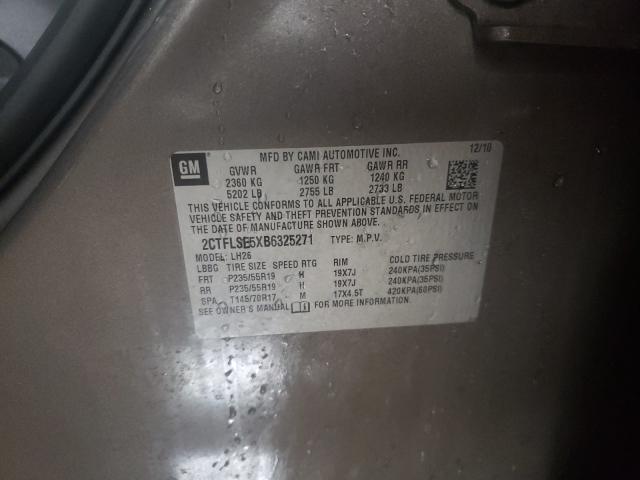 GM
MFD BY CAMI AUTOMOTIVE INC. 12/10
GVWR GAWR FRT GAWR RR
2360 KG 1250 KG 1240 KG
5202 LB 2755 LB 2733 LB
THIS VEHICLE CONFORMS TO ALL APPLICABLE U.S. FEDERAL MOTOR
VEHICLE SAFETY AND THEFT PREVENTION STANDARDS IN EFFECT ON
THE DATE OF MANUFACTURE SHOWN ABOVE.
2CTFLSE5XB6325271 TYPE: M.P.V.
MODEL: LH26
LBBG TIRE SIZE SPEED RTG RIM COLD TIRE PRESSURE
FRT P235/55R19 H 19X7J 240KPA(35PSI)
RR P235/55R19 H 19X7J 240KPA(35PSI)
SPA T145/70R17 M 17X4.5T 420KPA(60PSI)
SEE OWNER'S MANUAL FOR MORE INFORMATION.